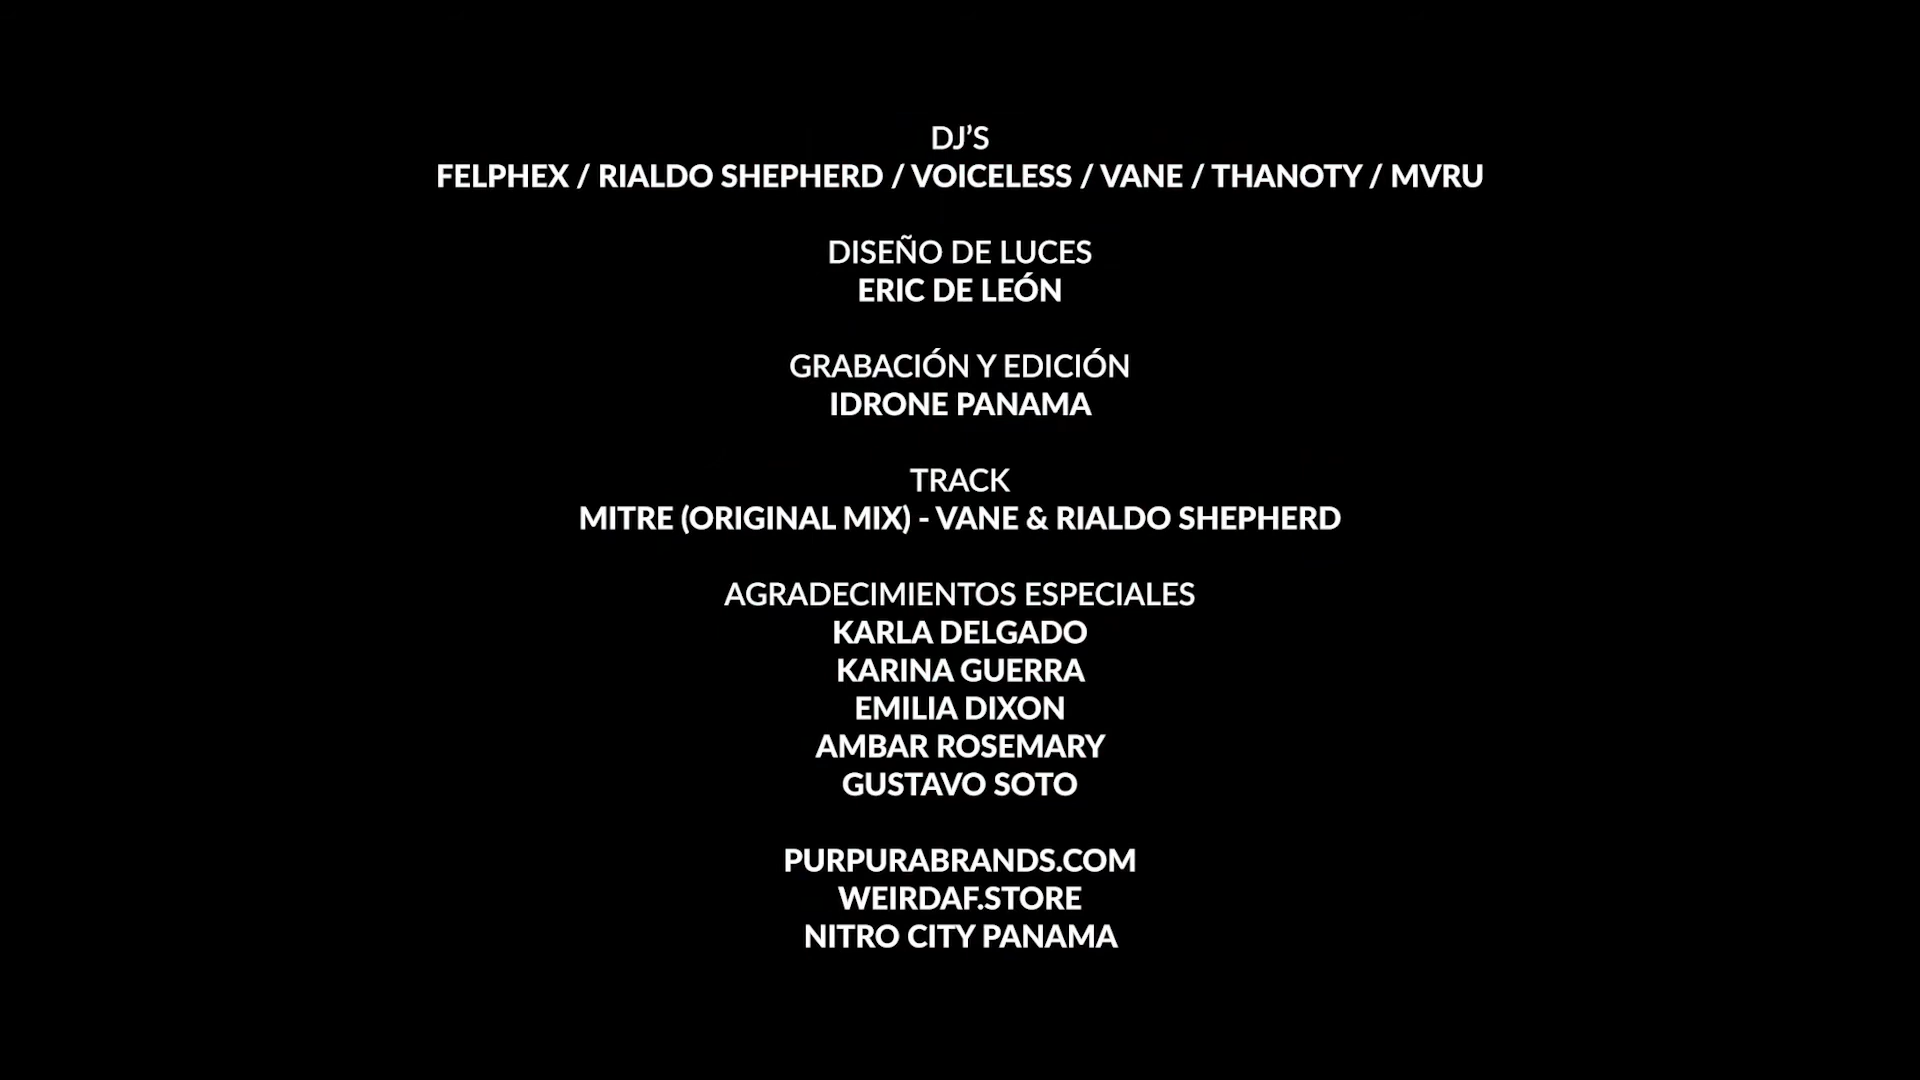 DJ’S
FELPHEX / RIALDO SHEPHERD / VOICELESS / VANE / THANOTY / MVRU
DISEÑO DE LUCES
ERIC DE LEÓN
GRABACIÓN Y EDICIÓN
IDRONE PANAMA
TRACK
MITRE (ORIGINAL MIX) - VANE & RIALDO SHEPHERD
AGRADECIMIENTOS ESPECIALES
KARLA DELGADO
KARINA GUERRA
EMILIA DIXON
AMBAR ROSEMARY
GUSTAVO SOTO
PURPURABRANDS.COM
WEIRDAF.STORE
NITRO CITY PANAMA